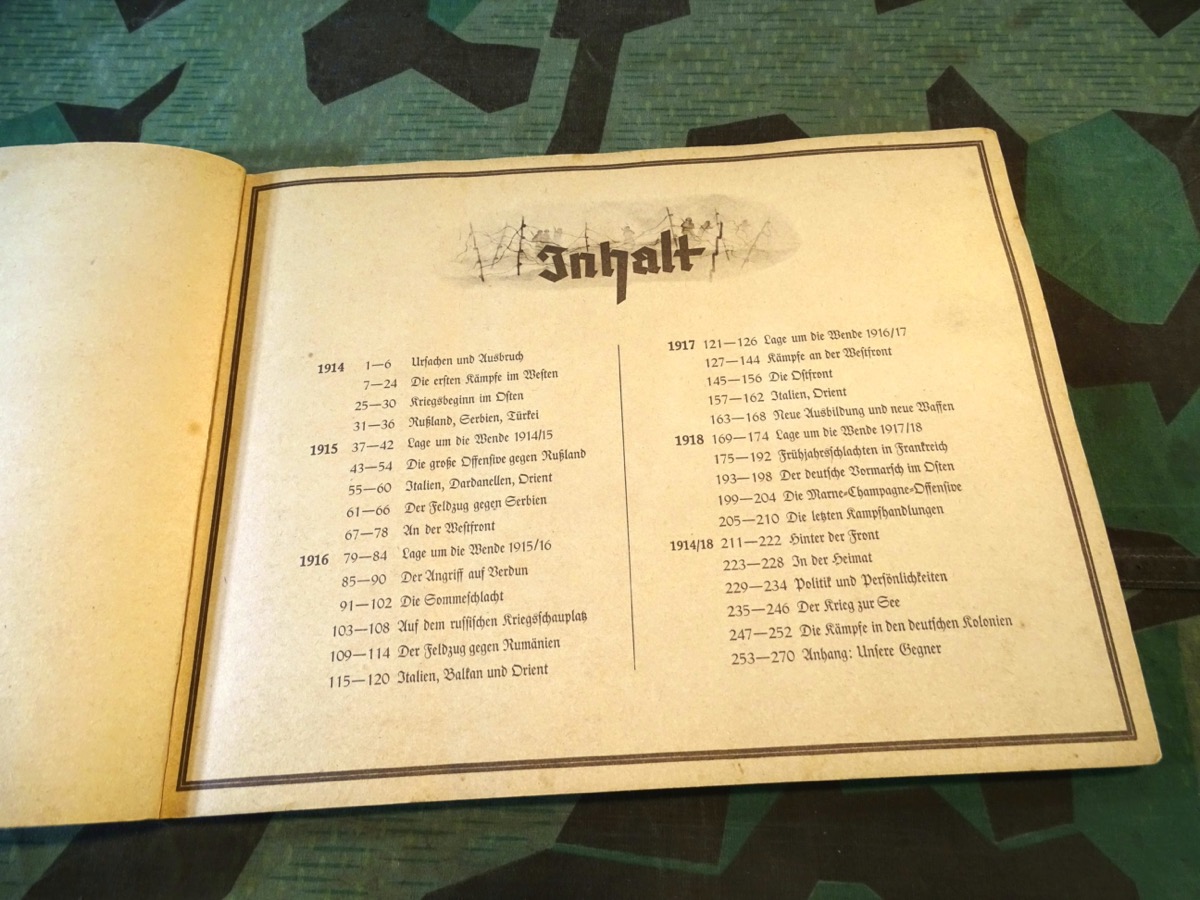 Inhalt
1914 1—6 Urſachen und Ausbruch
7—24 Die erſten Kämpfe im Weſten
25—30 Kriegsbeginn im Oſten
31—36 Rußland, Serbien, Türkei
1915 37—42 Lage um die Wende 1914/15
43—54 Die große Offenſive gegen Rußland
55—60 Italien, Dardanellen, Orient
61—66 Der Feldzug gegen Serbien
67—78 An der Weſtfront
1916 79—84 Lage um die Wende 1915/16
85—90 Der Angriff auf Verdun
91—102 Die Sommeſchlacht
103—108 Auf dem ruſſiſchen Kriegsſchauplatz
109—114 Der Feldzug gegen Rumänien
115—120 Italien, Balkan und Orient
1917 121—126 Lage um die Wende 1916/17
127—144 Kämpfe an der Weſtfront
145—156 Die Oſtfront
157—162 Italien, Orient
163—168 Neue Ausbildung und neue Waffen
1918 169—174 Lage um die Wende 1917/18
175—192 Frühjahrsſchlachten in Frankreich
193—198 Der deutſche Vormarſch im Oſten
199—204 Die Marne-Champagne-Offenſive
205—210 Die letzten Kampfhandlungen
1914/18 211—222 Hinter der Front
223—228 In der Heimat
229—234 Politik und Perſönlichkeiten
235—246 Der Krieg zur See
247—252 Die Kämpfe in den deutſchen Kolonien
253—270 Anhang: Unſere Gegner